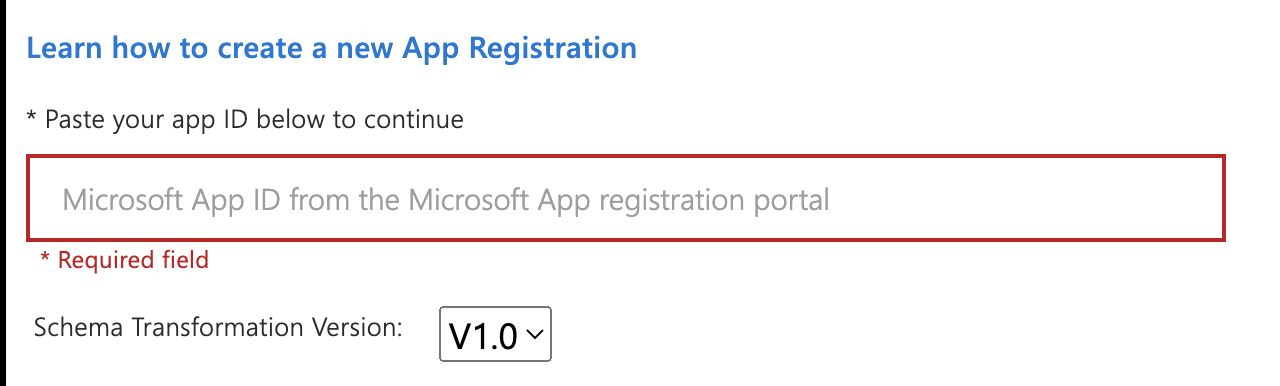 Learn how to create a new App Registration
* Paste your app ID below to continue
Microsoft App ID from the Microsoft App registration portal
* Required field
Schema Transformation Version: V1.0